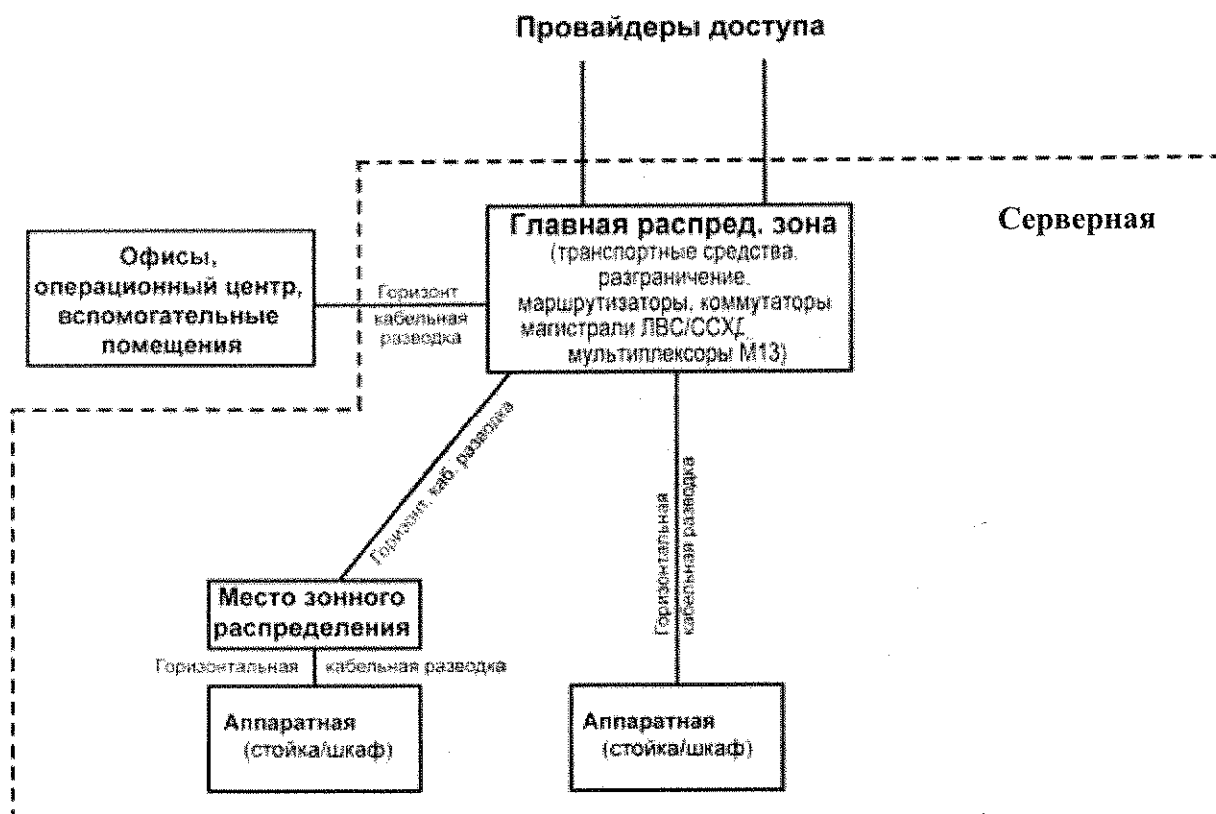 Провайдеры доступа
Серверная
Главная распред. зона
(транспортные средства,
разграничение,
маршрутизаторы, коммутаторы
магистрали ЛВС/ССХД,
мультиплексоры М13)
Офисы,
операционный центр,
вспомогательные
помещения
Горизонт
кабельная
разводка
Горизонт. каб. разводка
Горизонтальная
кабельная разводка
Место зонного
распределения
Горизонтальная кабельная разводка
Аппаратная
(стойка/шкаф)
Аппаратная
(стойка/шкаф)